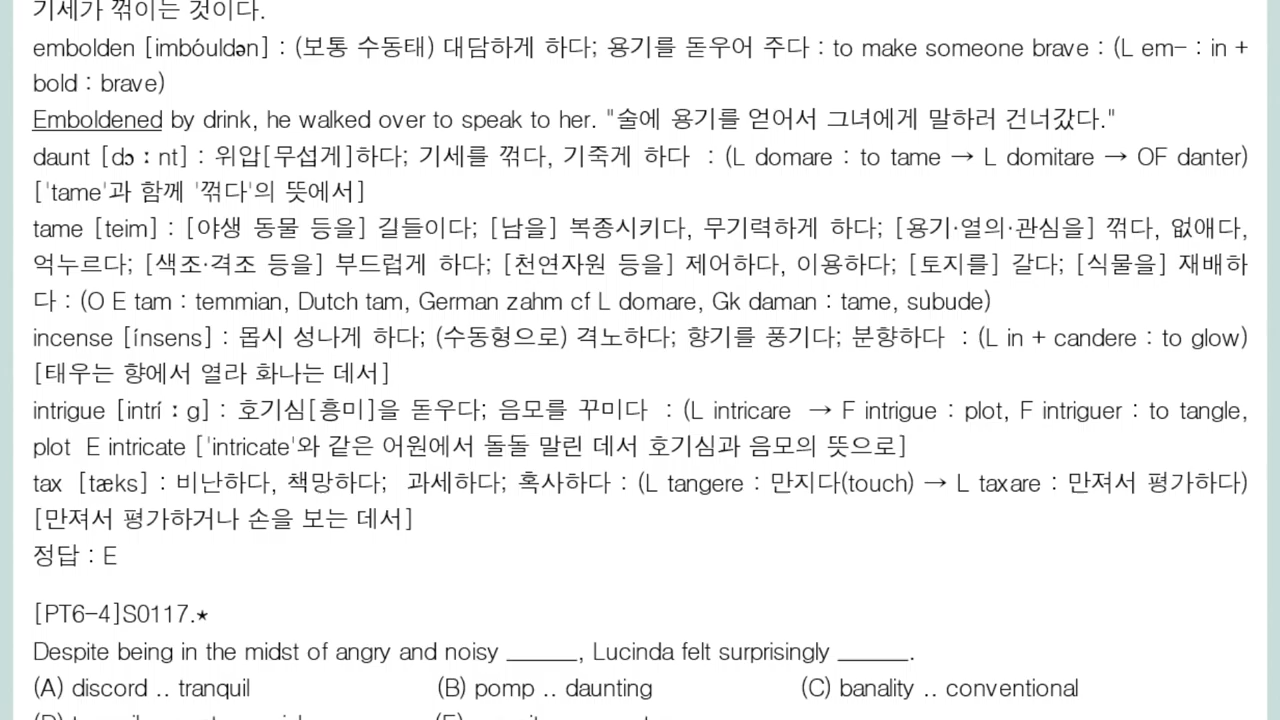 기세가 꺾이는 것이다.
embolden [imbóuldən] : (보통 수동태) 대담하게 하다; 용기를 돋우어 주다 : to make someone brave : (L em- : in +
bold : brave)
Emboldened by drink, he walked over to speak to her. "술에 용기를 얻어서 그녀에게 말하러 건너갔다."
daunt [dɔːnt] : 위압[무섭게]하다; 기세를 꺾다, 기죽게 하다 : (L domare : to tame → L domitare → OF danter)
['tame'과 함께 '꺾다'의 뜻에서]
tame [teim] : [야생 동물 등을] 길들이다; [남을] 복종시키다, 무기력하게 하다; [용기·열의·관심을] 꺾다, 없애다,
억누르다; [색조·격조 등을] 부드럽게 하다; [천연자원 등을] 제어하다, 이용하다; [토지를] 갈다; [식물을] 재배하
다 : (O E tam : temmian, Dutch tam, German zahm cf L domare, Gk daman : tame, subude)
incense [ínsens] : 몹시 성나게 하다; (수동형으로) 격노하다; 향기를 풍기다; 분향하다 : (L in + candere : to glow)
[태우는 향에서 열라 화나는 데서]
intrigue [intríːg] : 호기심[흥미]을 돋우다; 음모를 꾸미다 : (L intricare → F intrigue : plot, F intriguer : to tangle,
plot E intricate ['intricate'와 같은 어원에서 돌돌 말린 데서 호기심과 음모의 뜻으로]
tax [tæks] : 비난하다, 책망하다; 과세하다; 혹사하다 : (L tangere : 만지다(touch) → L taxare : 만져서 평가하다)
[만져서 평가하거나 손을 보는 데서]
정답 : E
[PT6-4]S0117.★
Despite being in the midst of angry and noisy ______, Lucinda felt surprisingly ______.
(A) discord .. tranquil (B) pomp .. daunting (C) banality .. conventional